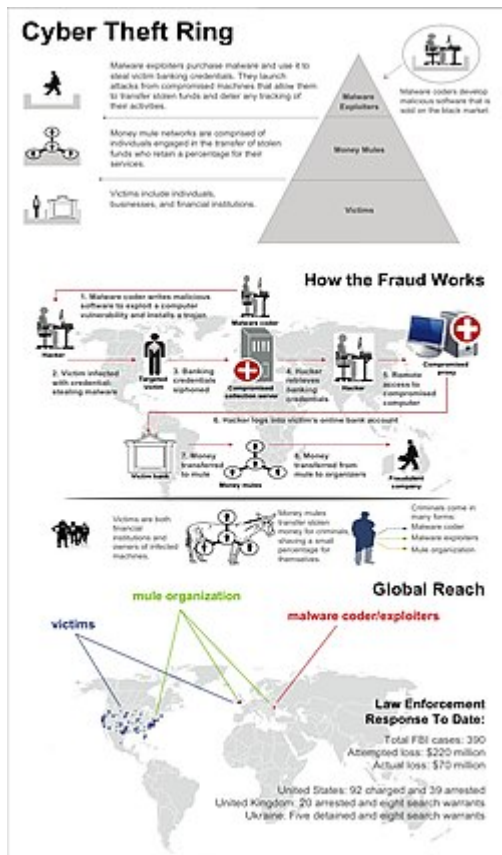 Cyber Theft Ring
Malware exploiters purchase malware and use it to
steal victim banking credentials. They launch
attacks from compromised machines that allow them
to transfer stolen funds and deter any tracking of
their activities.
Malware
Exploiters
Malware coders develop
malicious software that is
sold on the black market.
Money mule networks are comprised of
individuals engaged in the transfer of stolen
funds who retain a percentage for their
services.
Money Mules
Victims include individuals,
businesses, and financial institutions.
Victims
How the Fraud Works
1. Malware coder writes malicious
software to exploit a computer
vulnerability and installs a trojan.
Malware coder
Hacker
2. Victim infected
with credential-
stealing malware
Targeted
victim
3. Banking
credentials
siphoned
Compromised
collection server
4. Hacker
retrieves
banking
credentials
Hacker
5. Remote
access to
compromised
computer
Compromised
proxy
6. Hacker logs into victim's online bank account
Victim bank
7. Money
transferred
to mule
Money mules
8. Money
transferred from
mule to organizers
Fraudulent
company
Victims are both
financial
institutions and
owners of infected
machines.
Money mules
transfer stolen
money for criminals,
shaving a small
percentage for
themselves.
Criminals come in
many forms:
Malware coder
Malware exploiters
Mule organization
Global Reach
mule organization
victims
malware coder/exploiters
Law Enforcement
Response To Date:
Total FBI cases: 390
Attempted loss: $220 million
Actual loss: $70 million
United States: 92 charged and 39 arrested
United Kingdom: 20 arrested and eight search warrants
Ukraine: Five detained and eight search warrants